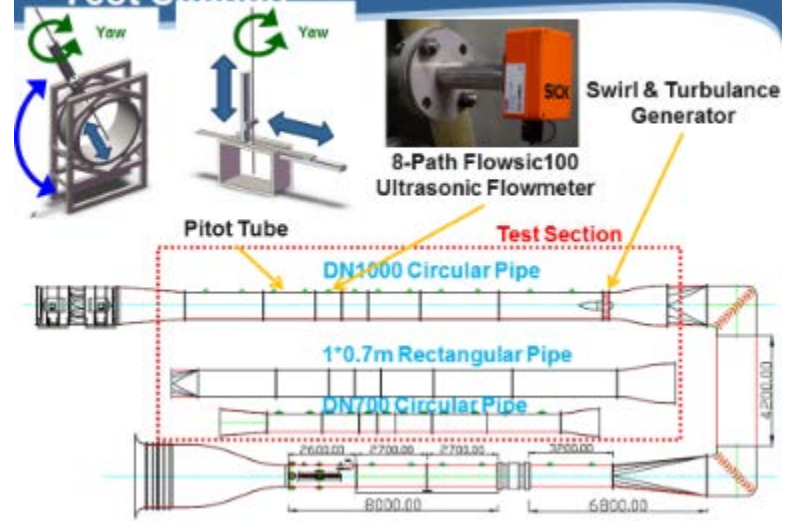 Yaw
Yaw
SICK
Swirl & Turbulance
Generator
8-Path Flowsic100
Ultrasonic Flowmeter
Pitot Tube
Test Section
DN1000 Circular Pipe
1*0.7m Rectangular Pipe
DN700 Circular Pipe
4200.00
2600.00
2700.00
2700.00
3200.00
8000.00
6800.00